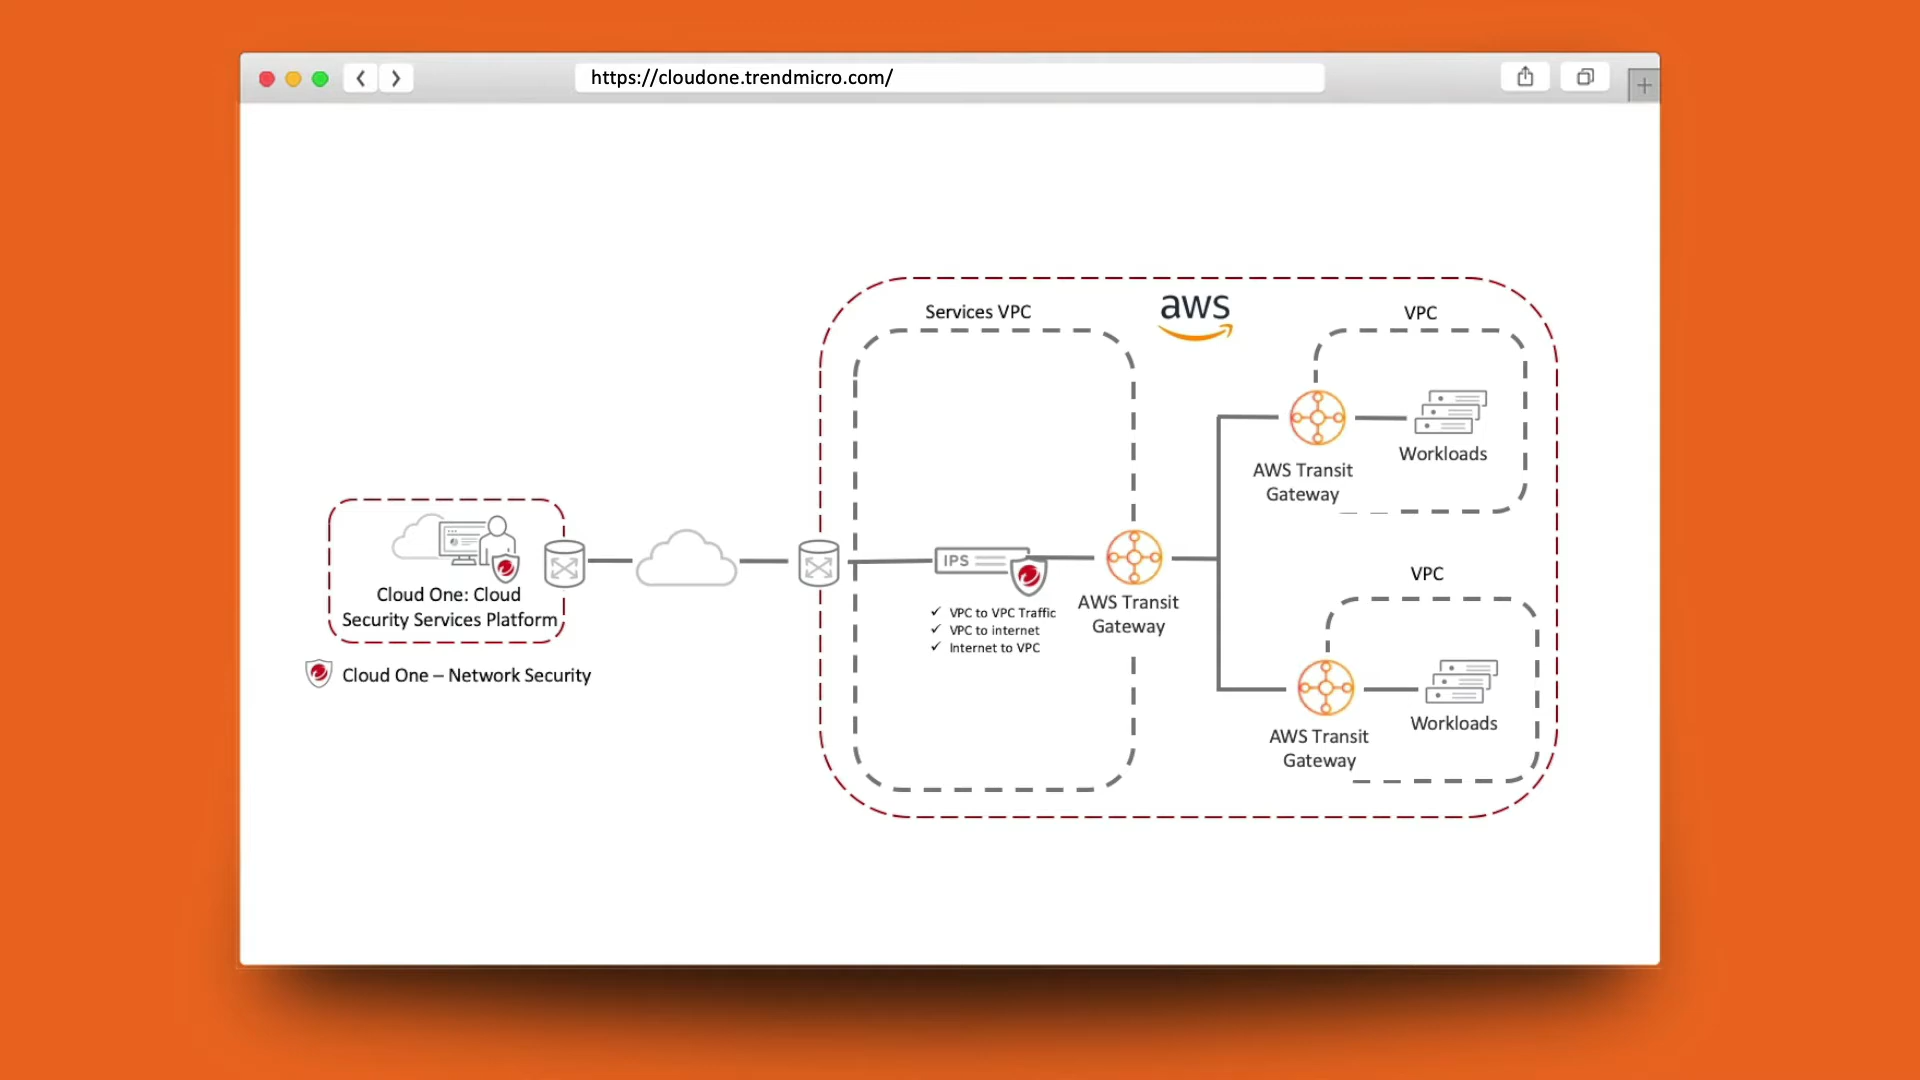 https://cloudone.trendmicro.com/
Services VPC
aws
VPC
Workloads
AWS Transit
Gateway
Cloud One: Cloud
Security Services Platform
Cloud One – Network Security
IPS
✓ VPC to VPC Traffic
✓ VPC to internet
✓ Internet to VPC
AWS Transit
Gateway
VPC
Workloads
AWS Transit
Gateway